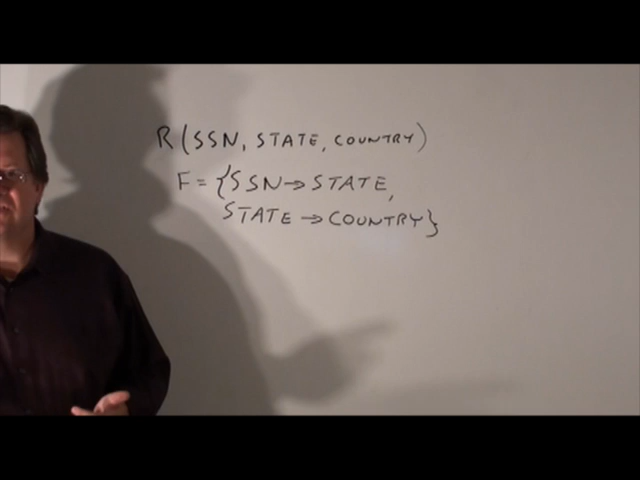 R(SSN, STATE, COUNTRY)
F = {SSN→STATE,
STATE→COUNTRY}